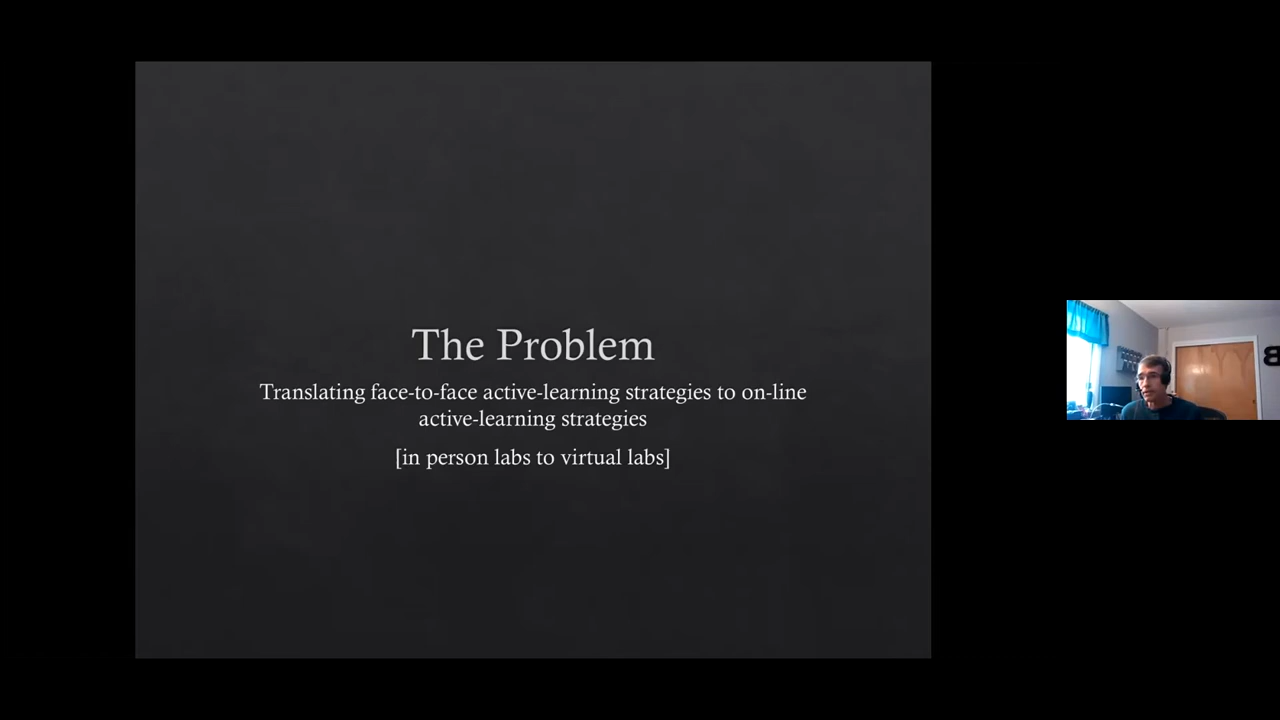 The Problem
Translating face-to-face active-learning strategies to on-line
active-learning strategies
[in person labs to virtual labs]